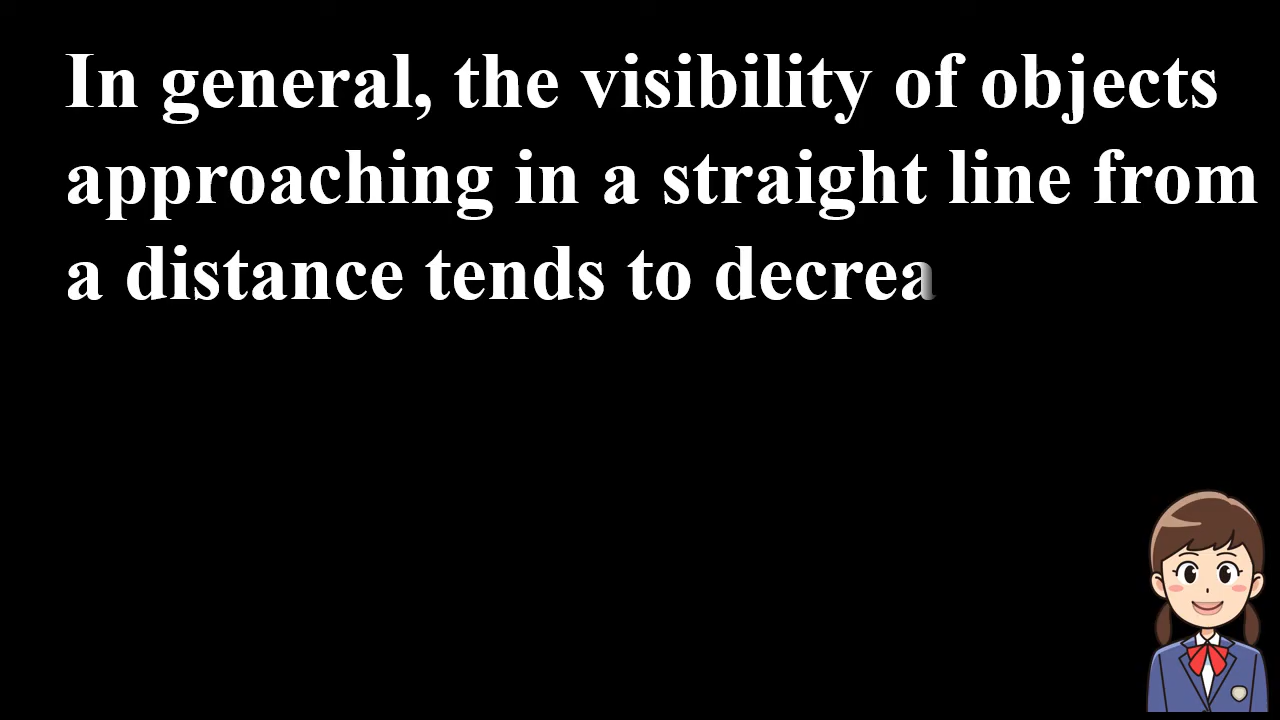 In general, the visibility of objects
approaching in a straight line from
a distance tends to decrea